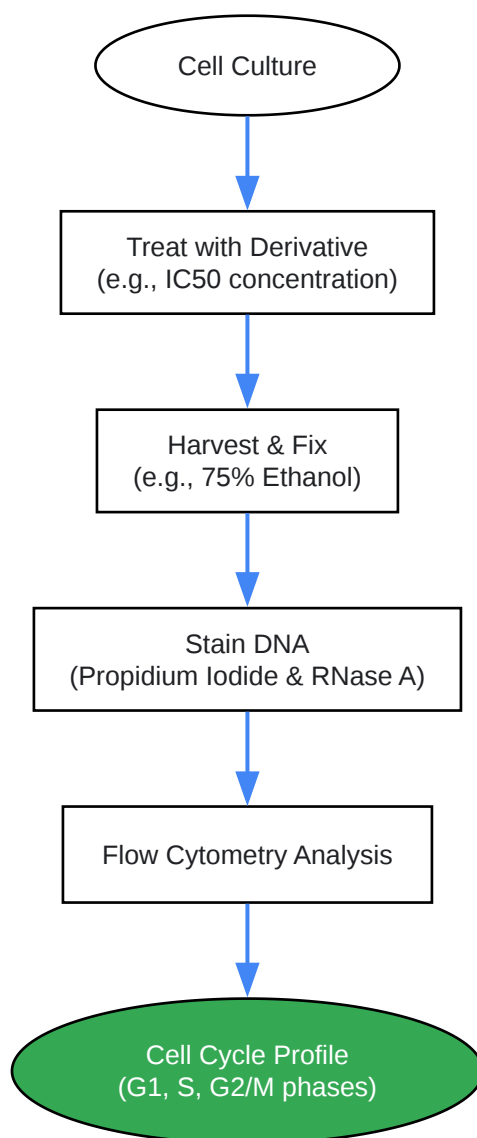 Cell Culture
Treat with Derivative
(e.g., IC50 concentration)
Harvest & Fix
(e.g., 75% Ethanol)
Stain DNA
(Propidium Iodide & RNase A)
Flow Cytometry Analysis
Cell Cycle Profile
(G1, S, G2/M phases)